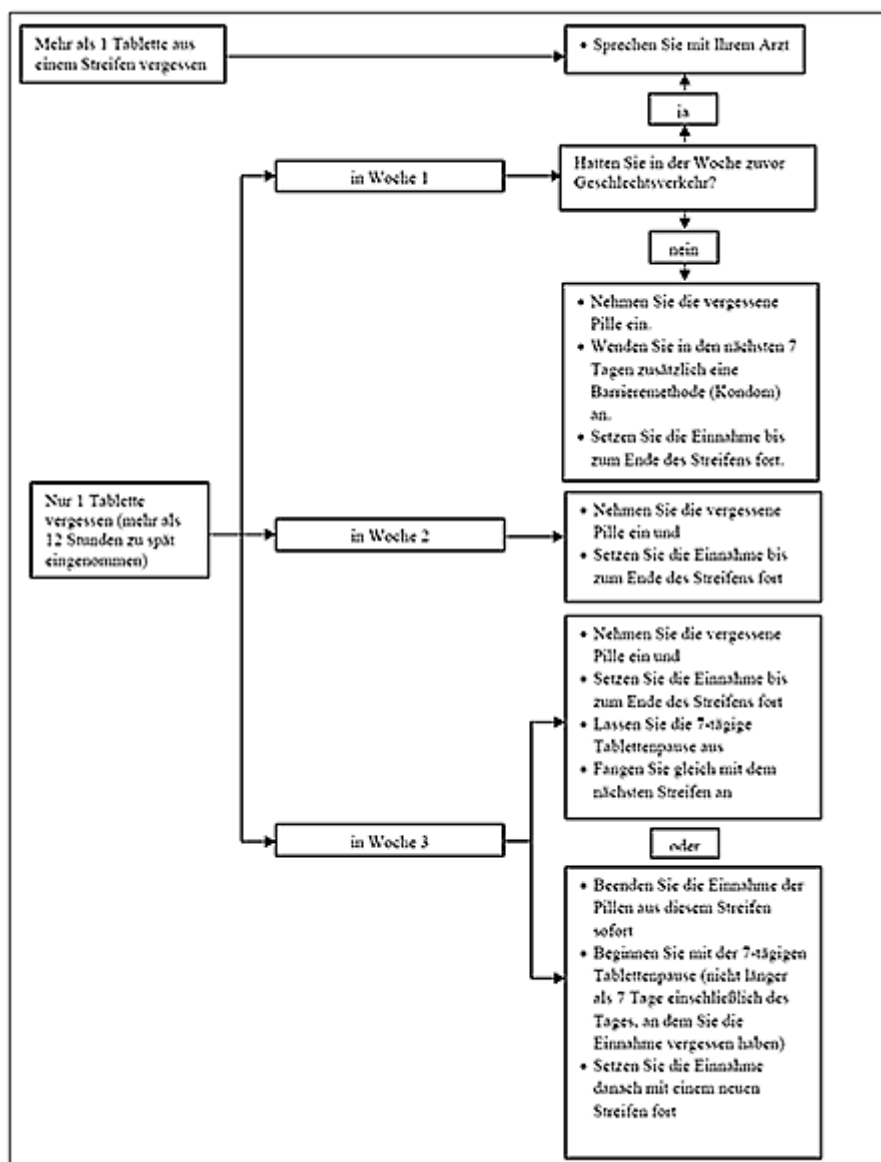 Mehr als 1 Tablette aus
einem Streifen vergessen
• Sprechen Sie mit Ihrem Arzt
ja
in Woche 1
Hatten Sie in der Woche zuvor
Geschlechtsverkehr?
nein
• Nehmen Sie die vergessene
Pille ein.
• Wenden Sie in den nächsten 7
Tagen zusätzlich eine
Barrieremethode (Kondom)
an.
• Setzen Sie die Einnahme bis
zum Ende des Streifens fort.
Nur 1 Tablette
vergessen (mehr als
12 Stunden zu spät
eingenommen)
in Woche 2
• Nehmen Sie die vergessene
Pille ein und
• Setzen Sie die Einnahme bis
zum Ende des Streifens fort
in Woche 3
• Nehmen Sie die vergessene
Pille ein und
• Setzen Sie die Einnahme bis
zum Ende des Streifens fort
• Lassen Sie die 7-tägige
Tablettenpause aus
• Fangen Sie gleich mit dem
nächsten Streifen an
oder
• Beenden Sie die Einnahme der
Pillen aus diesem Streifen
sofort
• Beginnen Sie mit der 7-tägigen
Tablettenpause (nicht länger
als 7 Tage einschließlich des
Tages, an dem Sie die
Einnahme vergessen haben)
• Setzen Sie die Einnahme
danach mit einem neuen
Streifen fort